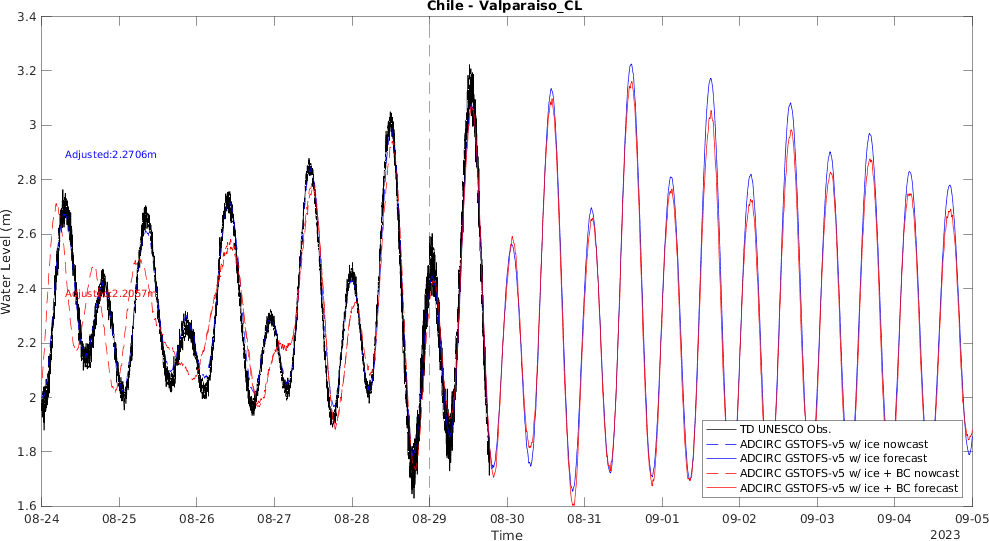 Chile - Valparaiso_CL
3.4
3.2
3
2.8
2.6
2.4
2.2
2
1.8
1.6
Water Level (m)
Adjusted:2.2706m
TD UNESCO Obs.
ADCIRC GSTOFS-v5 w/ ice nowcast
ADCIRC GSTOFS-v5 w/ ice forecast
ADCIRC GSTOFS-v5 w/ ice + BC nowcast
ADCIRC GSTOFS-v5 w/ ice + BC forecast
08-24
08-25
08-26
08-27
08-28
08-29
08-30
08-31
09-01
09-02
09-03
09-04
09-05
Time
2023